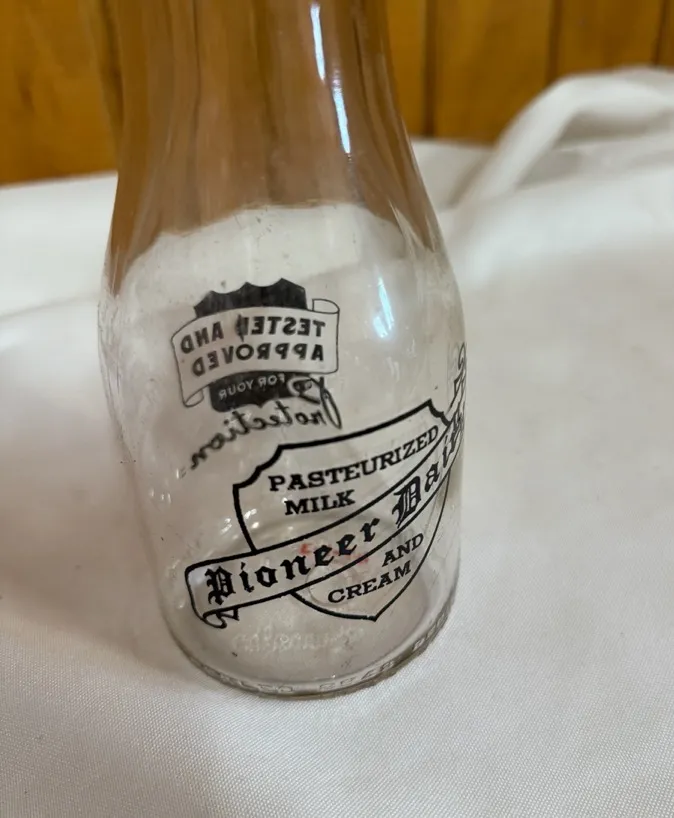 TESTED AND
APPROVED
FOR YOUR
Protection
PASTEURIZED
MILK
Pioneer Dairy
AND
CREAM